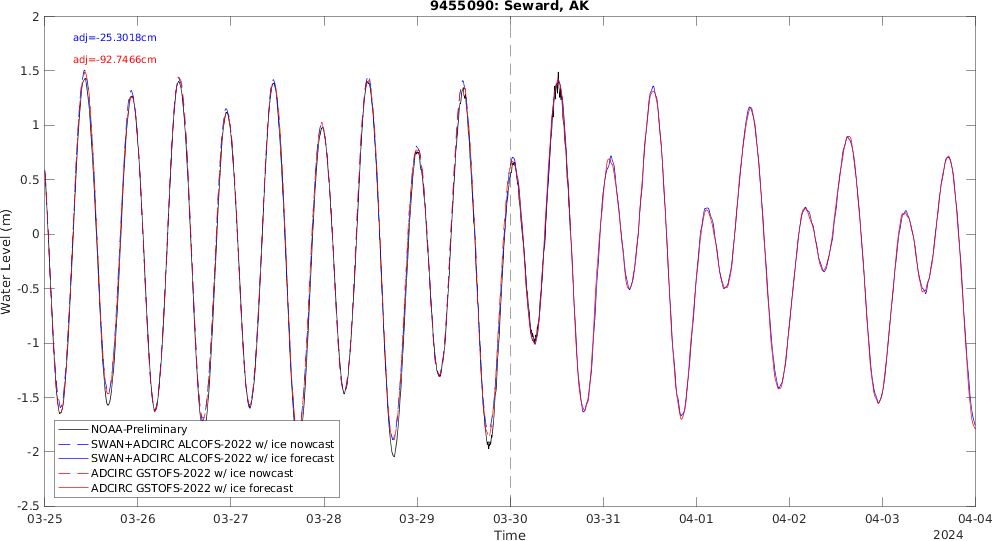 9455090: Seward, AK
adj=-25.3018cm
adj=-92.7466cm
Water Level (m)
2
1.5
1
0.5
0
-0.5
-1
-1.5
-2
-2.5
NOAA-Preliminary
SWAN+ADCIRC ALCOFS-2022 w/ ice nowcast
SWAN+ADCIRC ALCOFS-2022 w/ ice forecast
ADCIRC GSTOFS-2022 w/ ice nowcast
ADCIRC GSTOFS-2022 w/ ice forecast
03-25 03-26 03-27 03-28 03-29 03-30 03-31 04-01 04-02 04-03 04-04
Time
2024